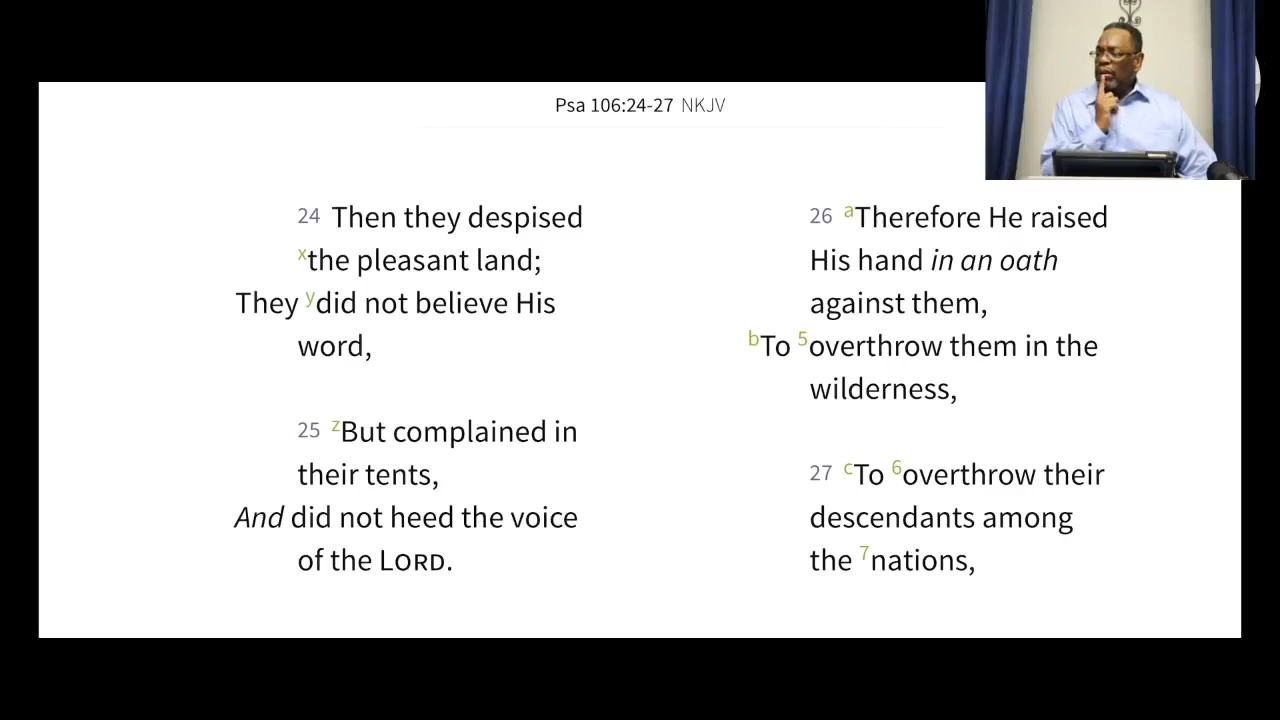 Psa 106:24-27 NKJV
24 Then they despised
xthe pleasant land;
They ydid not believe His
word,
25 zBut complained in
their tents,
And did not heed the voice
of the LORD.
26 aTherefore He raised
His hand in an oath
against them,
bTo 5overthrow them in the
wilderness,
27 cTo 6overthrow their
descendants among
the 7nations,